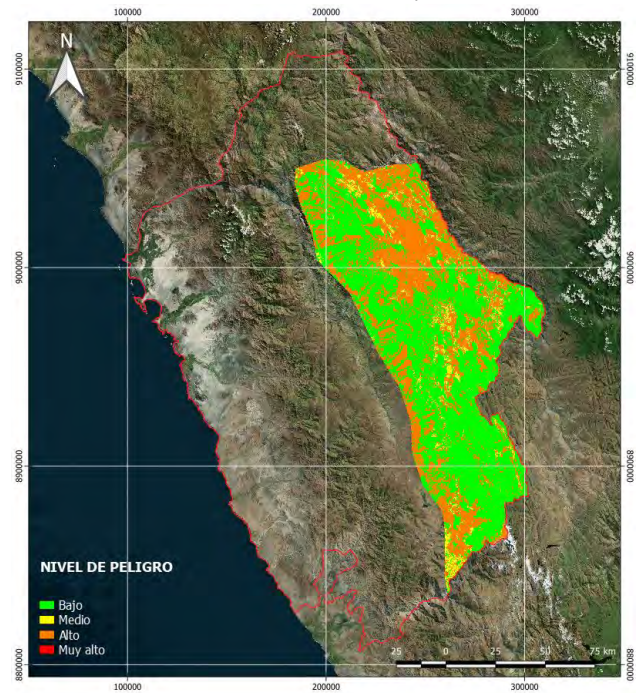 100000 200000 300000
N
9100000 9100000
9000000 9000000
8900000 8900000
NIVEL DE PELIGRO
Bajo
Medio
Alto
Muy alto
25 0 25 50 75 km
8800000 8800000
100000 200000 300000